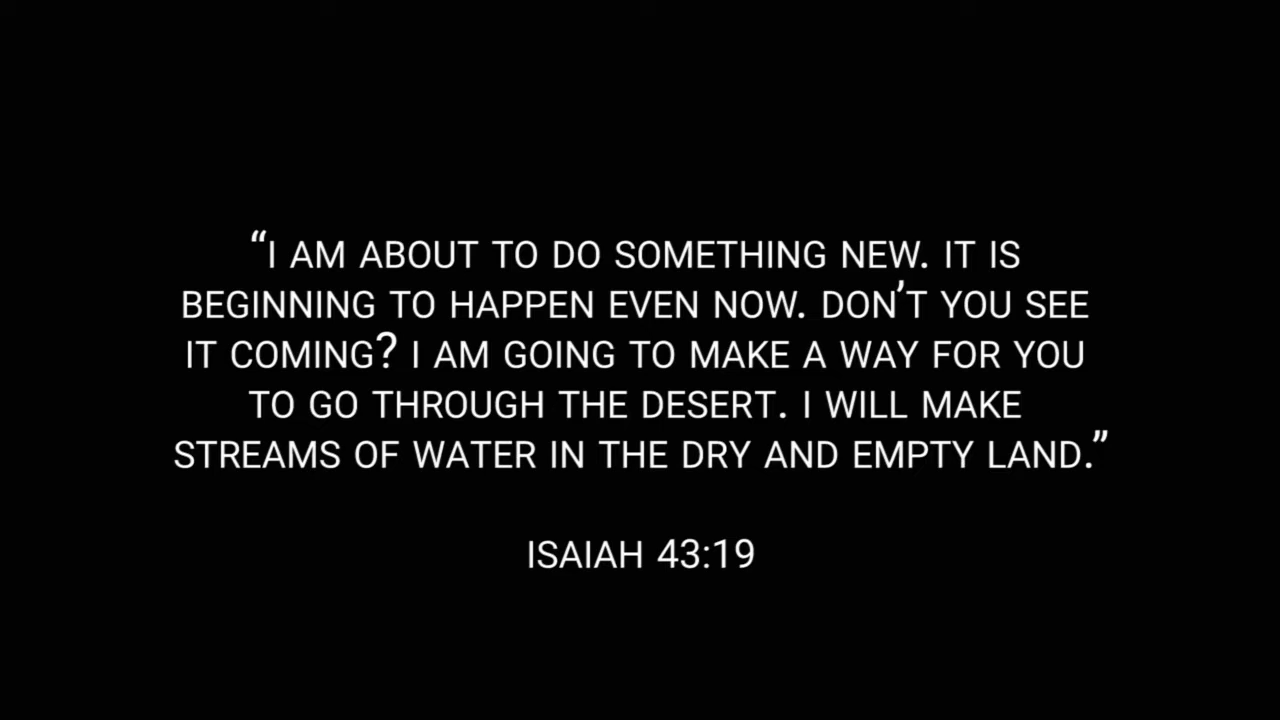 “I AM ABOUT TO DO SOMETHING NEW. IT IS
BEGINNING TO HAPPEN EVEN NOW. DON’T YOU SEE
IT COMING? I AM GOING TO MAKE A WAY FOR YOU
TO GO THROUGH THE DESERT. I WILL MAKE
STREAMS OF WATER IN THE DRY AND EMPTY LAND.”
ISAIAH 43:19